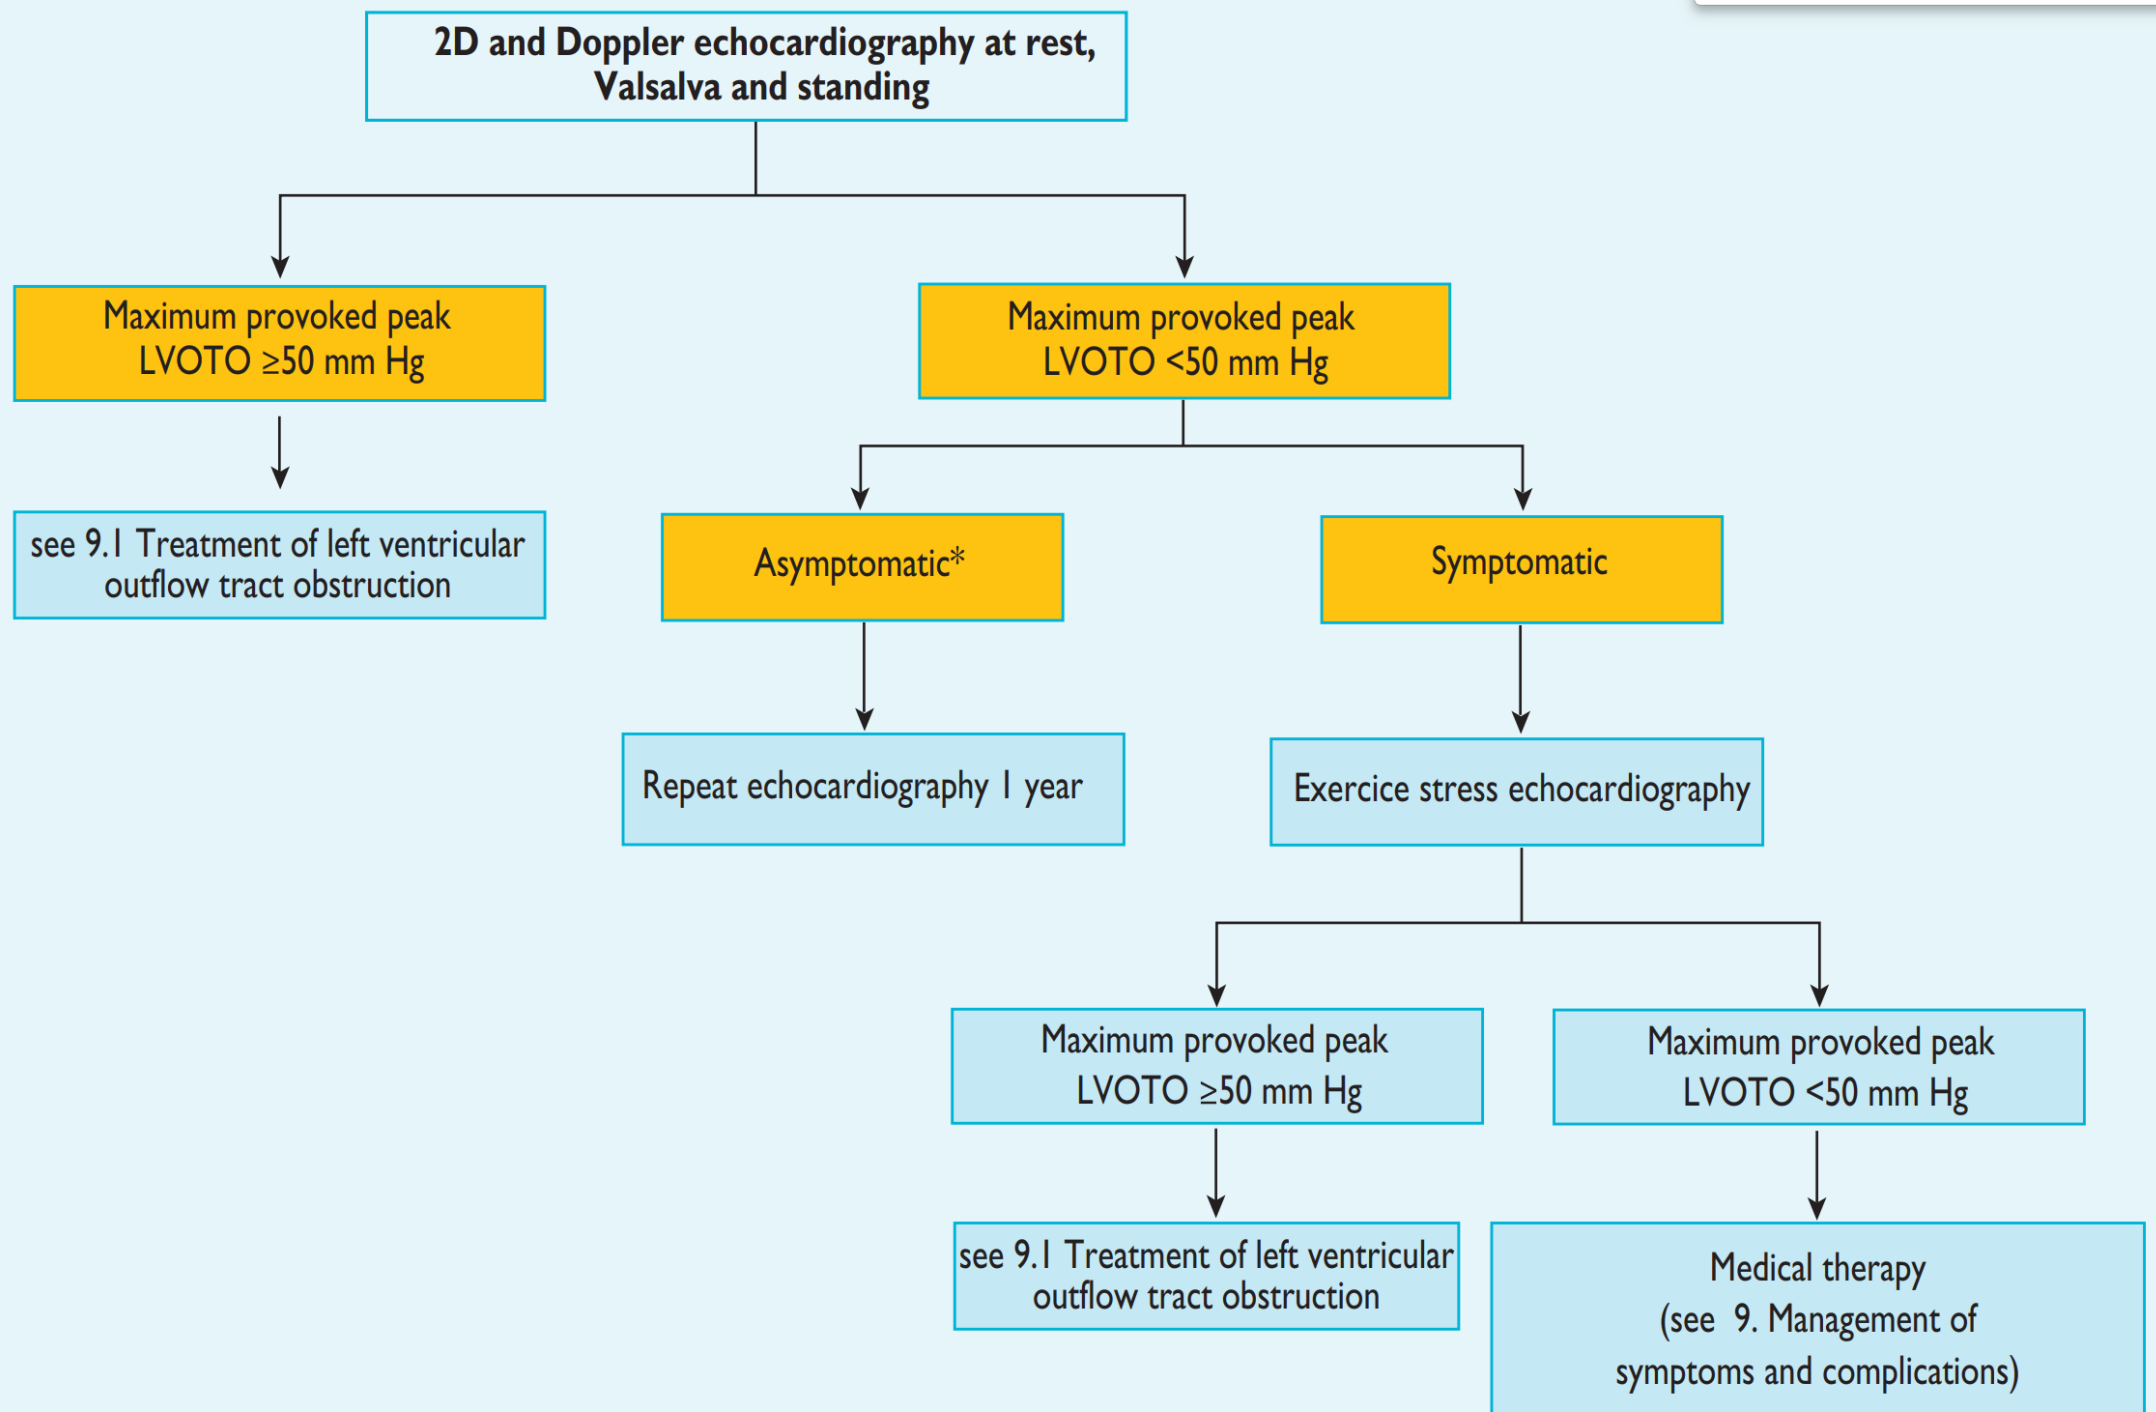 2D and Doppler echocardiography at rest,
Valsalva and standing
Maximum provoked peak
LVOTO ≥50 mm Hg
Maximum provoked peak
LVOTO <50 mm Hg
see 9.1 Treatment of left ventricular
outflow tract obstruction
Asymptomatic*
Symptomatic
Repeat echocardiography 1 year
Exercice stress echocardiography
Maximum provoked peak
LVOTO ≥50 mm Hg
Maximum provoked peak
LVOTO <50 mm Hg
see 9.1 Treatment of left ventricular
outflow tract obstruction
Medical therapy
(see 9. Management of
symptoms and complications)